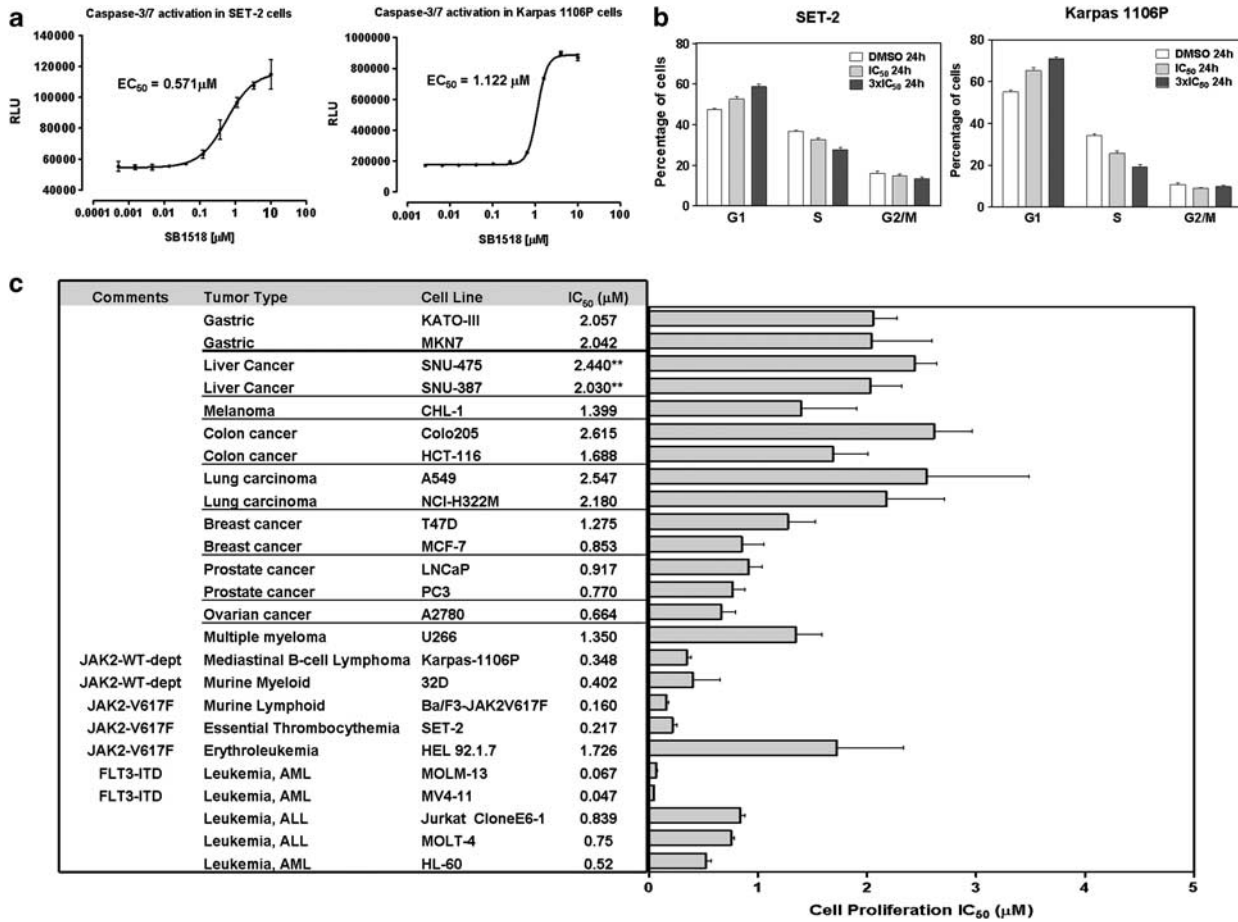 a
Caspase-3/7 activation in SET-2 cells
140000
120000
100000
80000
60000
40000
RLU
EC50 = 0.571µM
0.0001 0.001 0.01 0.1 1 10 100
SB1518 [µM]
Caspase-3/7 activation in Karpas 1106P cells
1000000
800000
600000
400000
200000
0
RLU
EC50 = 1.122 µM
0.001 0.01 0.1 1 10 100
SB1518 [µM]
b
SET-2
80
60
40
20
0
Percentage of cells
DMSO 24h
IC50 24h
3xIC50 24h
G1 S G2/M
Karpas 1106P
80
60
40
20
0
Percentage of cells
DMSO 24h
IC50 24h
3xIC50 24h
G1 S G2/M
c
Comments Tumor Type Cell Line IC50 (µM)
Gastric KATO-III 2.057
Gastric MKN7 2.042
Liver Cancer SNU-475 2.440**
Liver Cancer SNU-387 2.030**
Melanoma CHL-1 1.399
Colon cancer Colo205 2.615
Colon cancer HCT-116 1.688
Lung carcinoma A549 2.547
Lung carcinoma NCI-H322M 2.180
Breast cancer T47D 1.275
Breast cancer MCF-7 0.853
Prostate cancer LNCaP 0.917
Prostate cancer PC3 0.770
Ovarian cancer A2780 0.664
Multiple myeloma U266 1.350
JAK2-WT-dept Mediastinal B-cell Lymphoma Karpas-1106P 0.348
JAK2-WT-dept Murine Myeloid 32D 0.402
JAK2-V617F Murine Lymphoid Ba/F3-JAK2V617F 0.160
JAK2-V617F Essential Thrombocythemia SET-2 0.217
JAK2-V617F Erythroleukemia HEL 92.1.7 1.726
FLT3-ITD Leukemia, AML MOLM-13 0.067
FLT3-ITD Leukemia, AML MV4-11 0.047
Leukemia, ALL Jurkat CloneE6-1 0.839
Leukemia, ALL MOLT-4 0.75
Leukemia, AML HL-60 0.52
0 1 2 3 4 5
Cell Proliferation IC50 (µM)